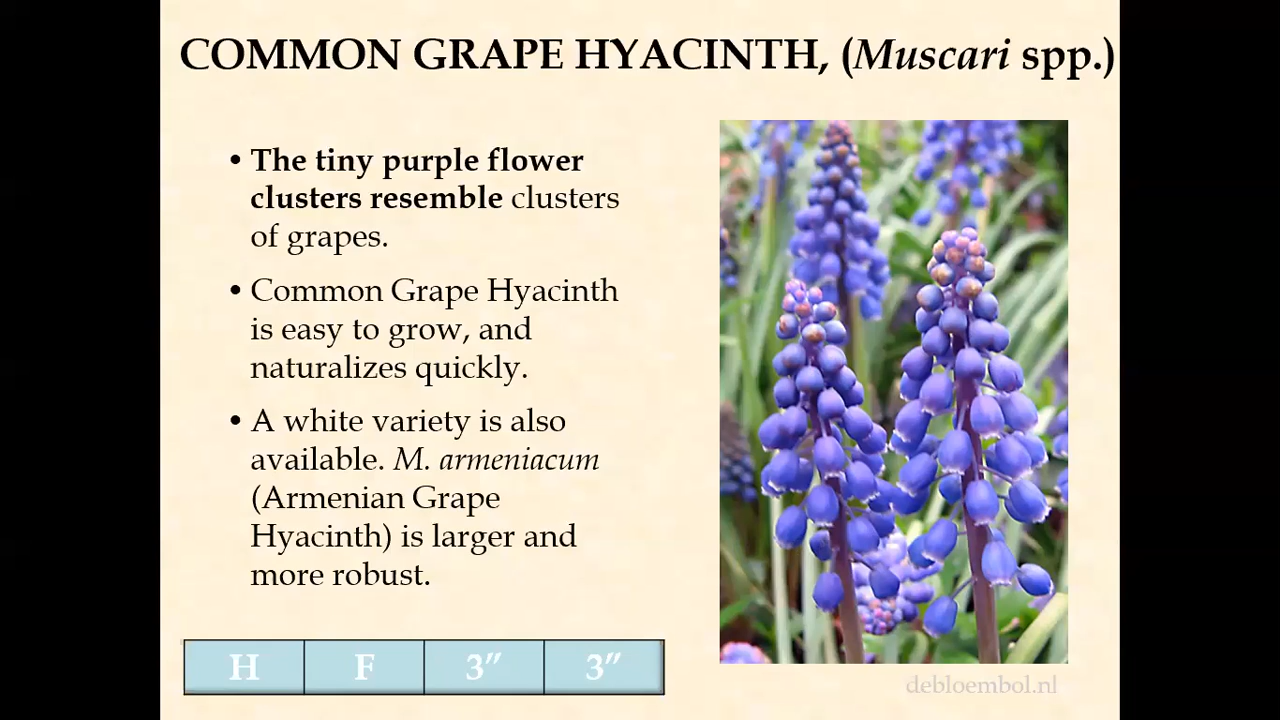 COMMON GRAPE HYACINTH, (Muscari spp.)
• The tiny purple flower
clusters resemble clusters
of grapes.
• Common Grape Hyacinth
is easy to grow, and
naturalizes quickly.
• A white variety is also
available. M. armeniacum
(Armenian Grape
Hyacinth) is larger and
more robust.
H F 3″ 3″
debloembol.nl